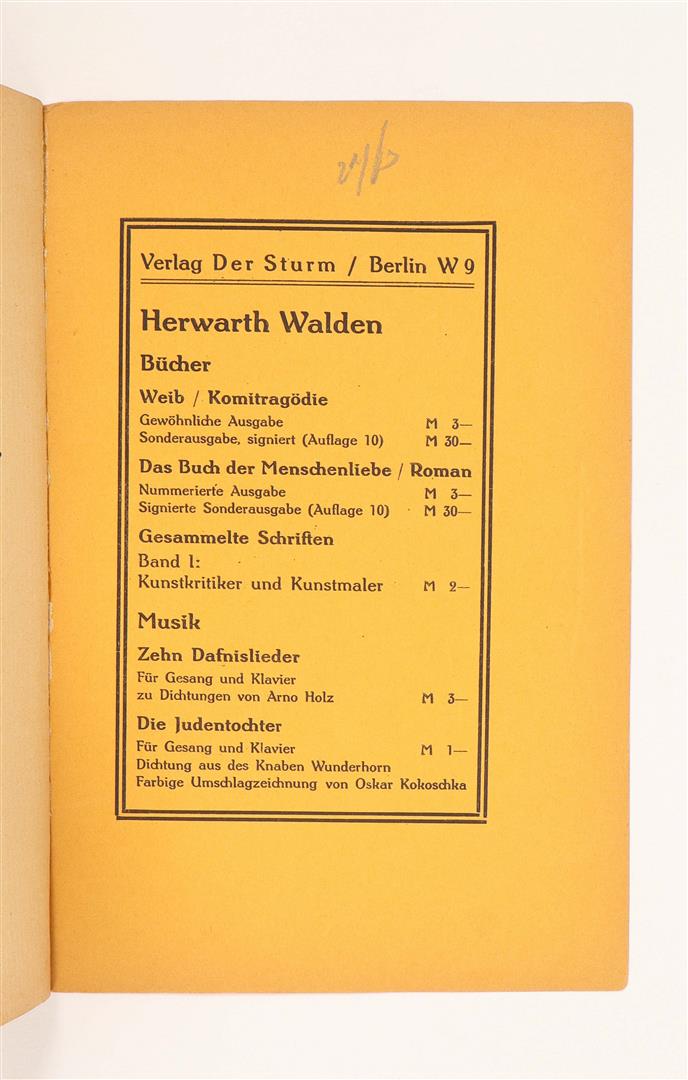 Verlag Der Sturm / Berlin W 9
Herwarth Walden
Bücher
Weib / Komitragödie
Gewöhnliche Ausgabe M 3—
Sonderausgabe, signiert (Auflage 10) M 30—
Das Buch der Menschenliebe / Roman
Nummerierte Ausgabe M 3—
Signierte Sonderausgabe (Auflage 10) M 30—
Gesammelte Schriften
Band 1:
Kunstkritiker und Kunstmaler M 2—
Musik
Zehn Dafnislieder
Für Gesang und Klavier
zu Dichtungen von Arno Holz M 3—
Die Judentochter
Für Gesang und Klavier M 1—
Dichtung aus des Knaben Wunderhorn
Farbige Umschlagzeichnung von Oskar Kokoschka